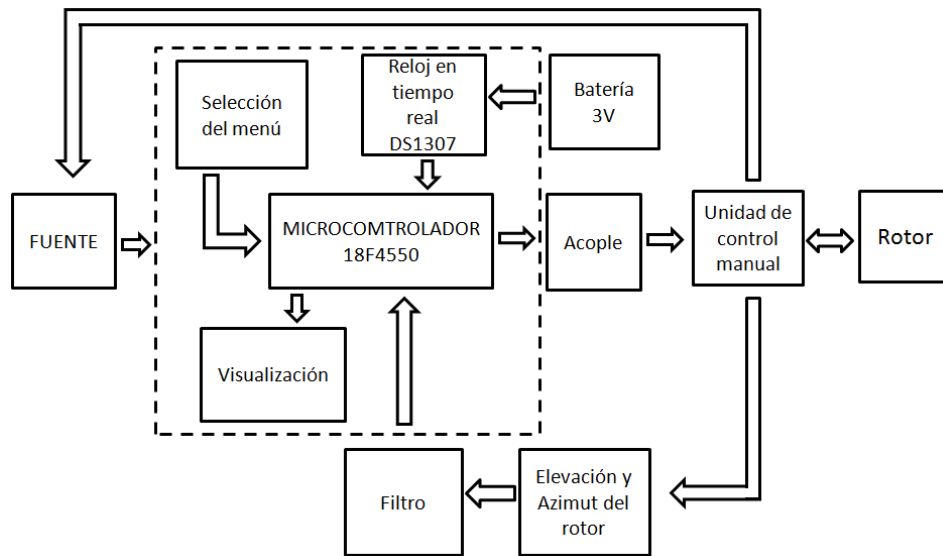 Selección
del menú
Reloj en
tiempo
real
DS1307
Batería
3V
FUENTE
MICROCOMTROLADOR
18F4550
Acople
Unidad de
control
manual
Rotor
Visualización
Filtro
Elevación y
Azimut del
rotor